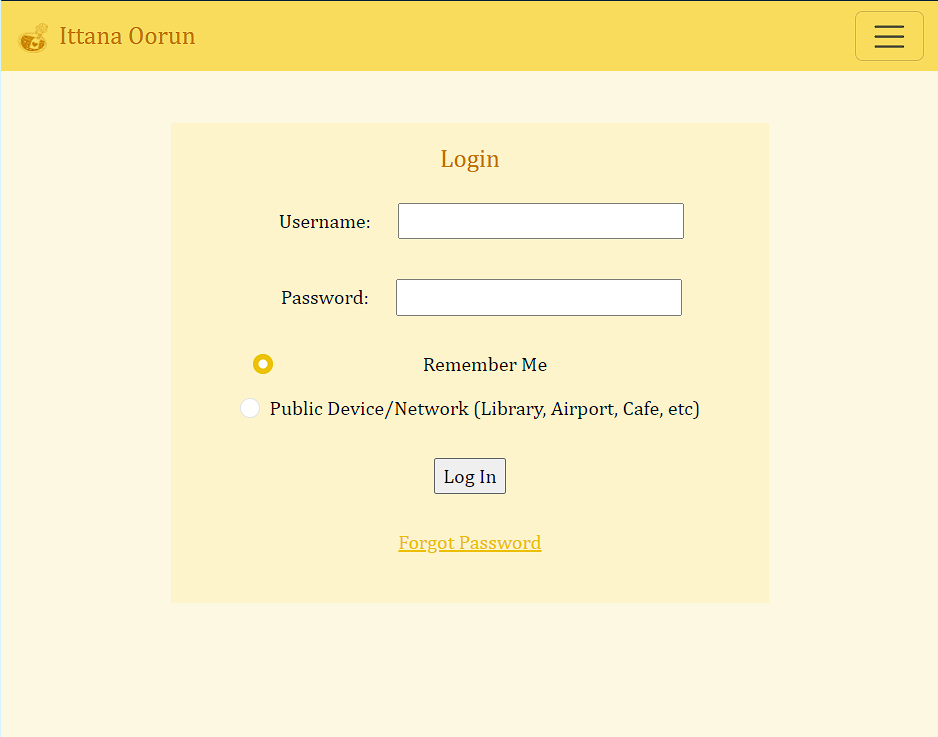 Ittana Oorun
Login
Username:
Password:
Remember Me
Public Device/Network (Library, Airport, Cafe, etc)
Log In
Forgot Password